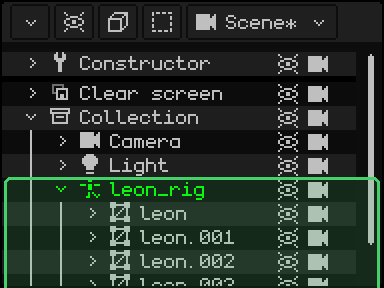 Scene*
Constructor
Clear screen
Collection
Camera
Light
leon_rig
leon
leon.001
leon.002